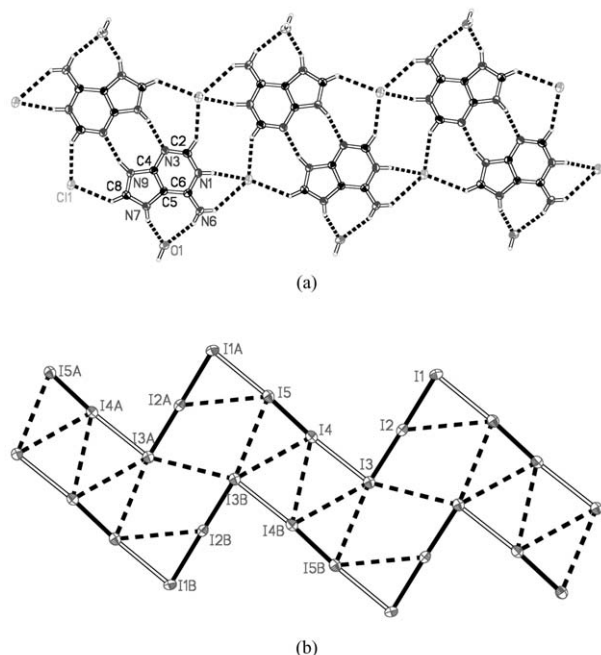 C2
C4
N3
C8
N9
C6
N1
Cl1
C5
N7
N6
O1
(a)
I1A
I1
I5A
I2A
I5
I4A
I2
I4
I3A
I3
I3B
I4B
I2B
I5B
I1B
(b)